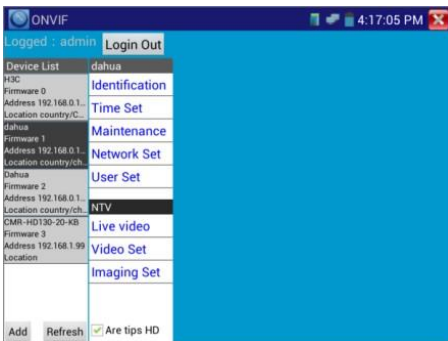 ONVIF
4:17:05 PM
Logged : admin
Login Out
Device List
H3C
Firmware 0
Address 192.168.0.1...
Location country/C...
dahua
Firmware 1
Address 192.168.0.1...
Location country/ch...
Dahua
Firmware 2
Address 192.168.0.1...
Location country/ch...
CMR-HD130-20-KB
Firmware 3
Address 192.168.1.99
Location
Add
Refresh
dahua
Identification
Time Set
Maintenance
Network Set
User Set
NTV
Live video
Video Set
Imaging Set
Are tips HD